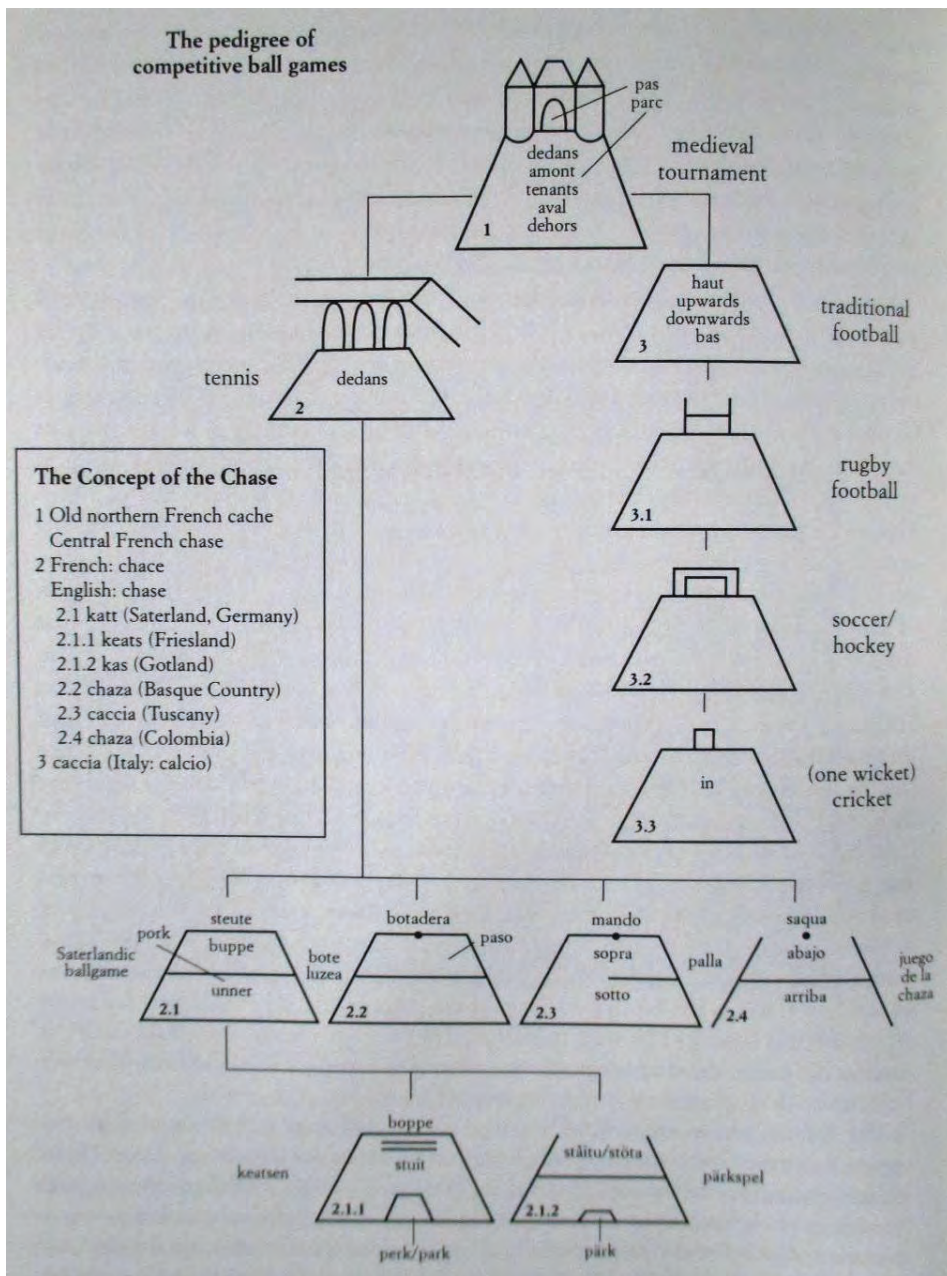 The pedigree of
competitive ball games
pas
parc
dedans
amont
tenants
aval
dehors
1
medieval
tournament
haut
upwards
downwards
bas
3
traditional
football
tennis
dedans
2
3.1
rugby
football
The Concept of the Chase
1 Old northern French cache
Central French chase
2 French: chace
English: chase
2.1 katt (Saterland, Germany)
2.1.1 keats (Friesland)
2.1.2 kas (Gotland)
2.2 chaza (Basque Country)
2.3 caccia (Tuscany)
2.4 chaza (Colombia)
3 caccia (Italy: calcio)
3.2
soccer/
hockey
in
3.3
(one wicket)
cricket
steute
pork
buppe
Saterlandic
ballgame
unner
2.1
botadera
paso
bote
luzea
2.2
mando
sopra
sotto
2.3
palla
saqua
abajo
arriba
2.4
juego
de la
chaza
boppe
stuit
keatsen
2.1.1
perk/park
ståitu/stöta
2.1.2
pärkspel
pärk